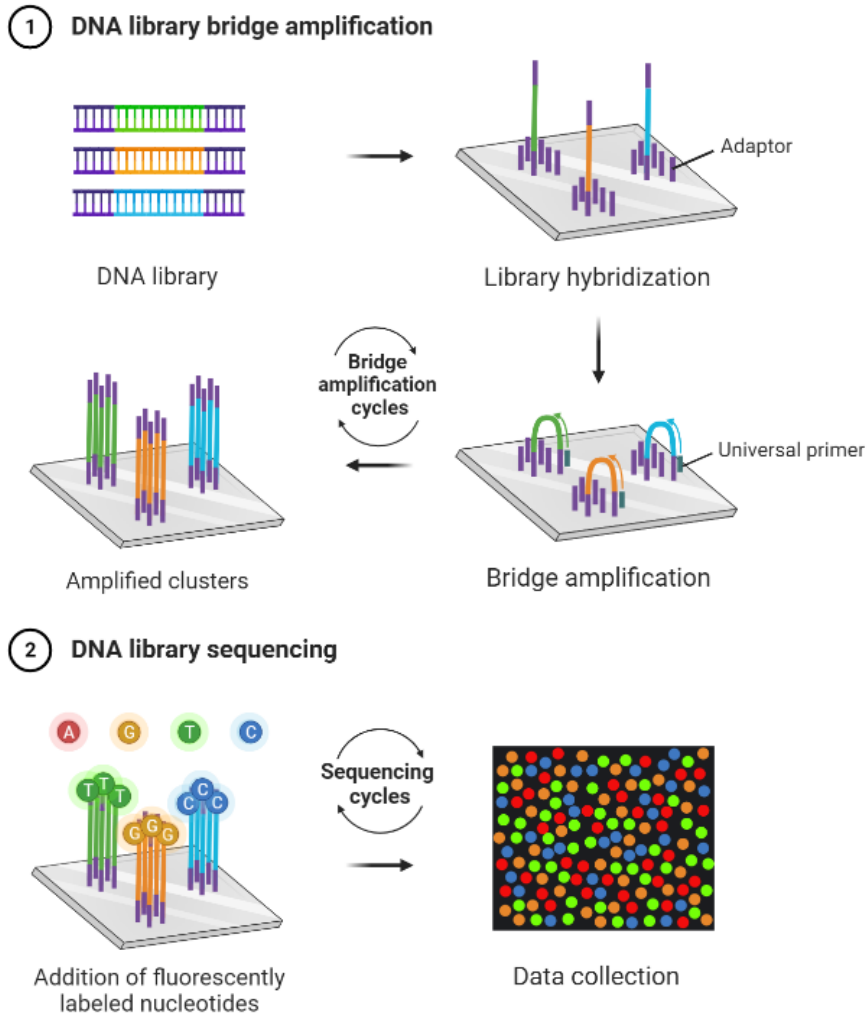 1 DNA library bridge amplification
Adaptor
DNA library
Library hybridization
Bridge
amplification
cycles
Universal primer
Amplified clusters
Bridge amplification
2 DNA library sequencing
A G T C
Sequencing
cycles
T T T
C C C
G G G
Addition of fluorescently
labeled nucleotides
Data collection